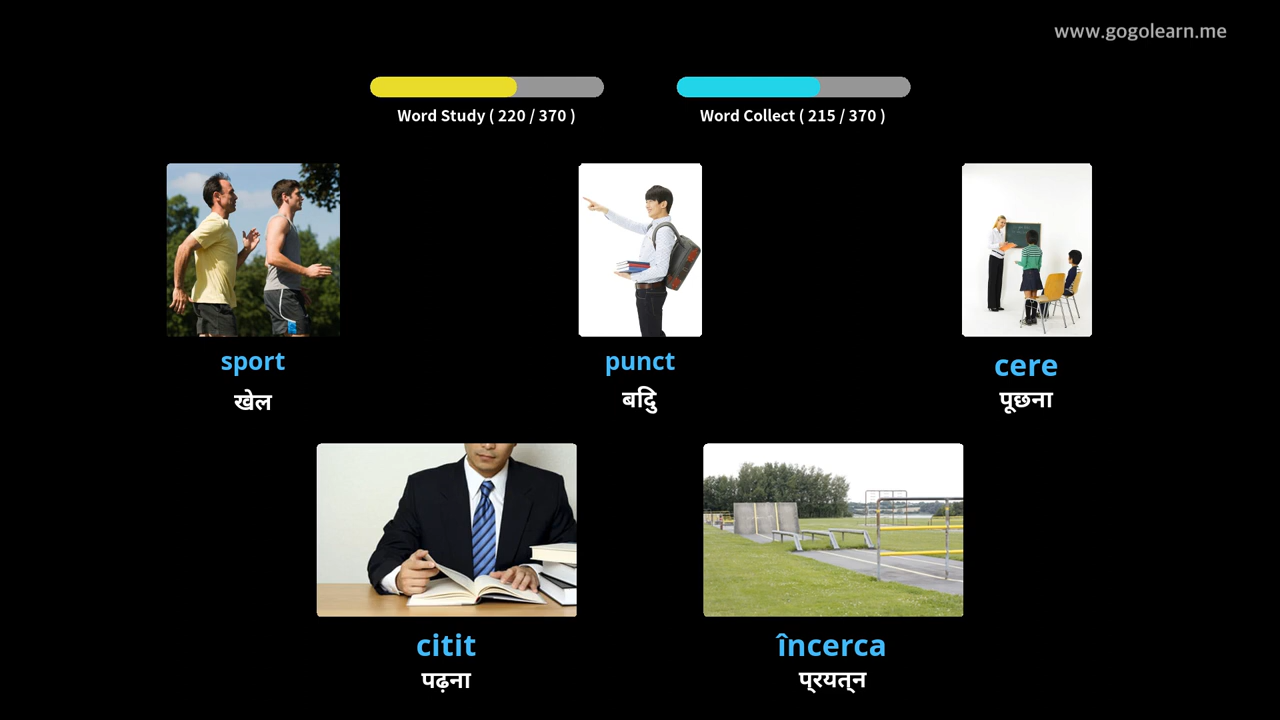 www.gogolearn.me
Word Study ( 220 / 370 )
Word Collect ( 215 / 370 )
sport
punct
cere
खेल
बिंदु
पूछना
citit
încerca
पढ़ना
प्रयत्न